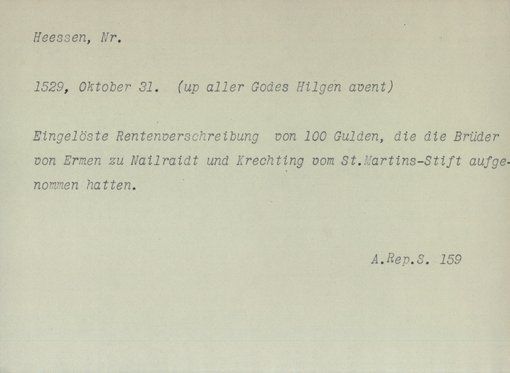 Heessen, Nr.
1529, Oktober 31. (up aller Godes Hilgen avent)
Eingelöste Rentenverschreibung von 100 Gulden, die die Brüder
von Ermen zu Nailraidt und Krechting vom St.Martins-Stift aufge-
nommen hatten.
A.Rep.S. 159